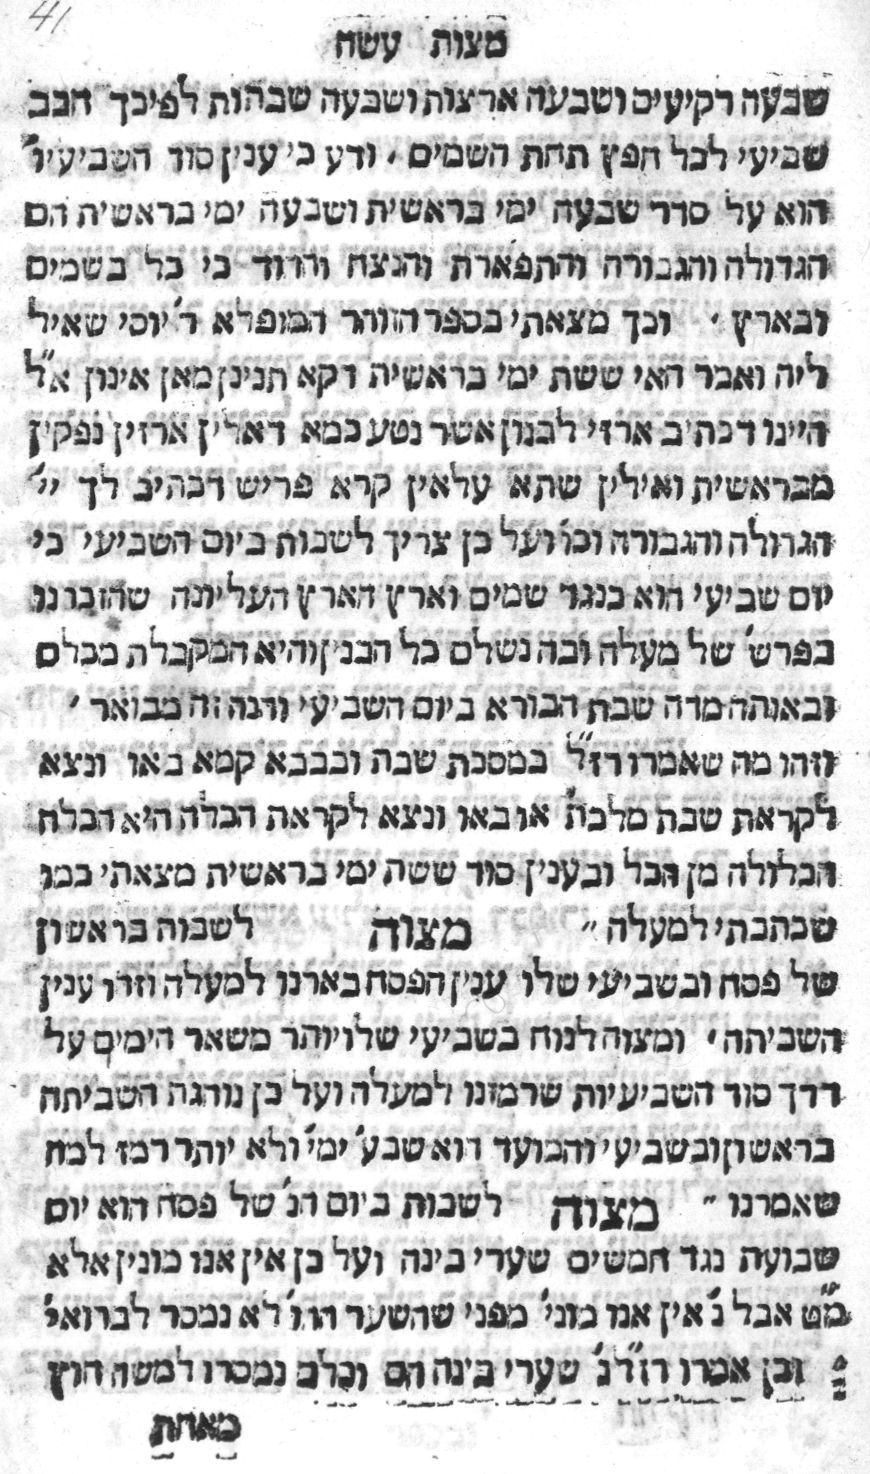 41
מצות עשה
שבעה רקיעים ושבעה ארצות ושבעה שבתות לפיכך חבב
שביעי לכל חפץ תחת השמים ׳ ודע כי ענין סוד השביעיו׳
הוא על סדר שבעה ימי בראשית ושבעה ימי בראשית הם
הגדולה והגבורה והתפארת והנצח וההוד כי כל בשמים
ובארץ ׳ וכך מצאתי בספר הזוהר המופלא ר׳ יוסי שאיל
ליה ואמר האי ששת ימי בראשית דקא תנינן מאן אינון א״ל
היינו דכתיב ארזי לבנון אשר נטע כמא דאלין ארזין נפקין
מבראשית ואילין שתא עלאין קרא פריש דכתיב לך יי׳
הגדולה והגבורה וכו׳ ועל כן צריך לשבות ביום השביעי כי
יום שביעי הוא כנגד שמים וארץ הארץ העליונה שהזכרנו
בפרש׳ של מעלה ובה נשלם כל הבנין והיא המקבלת מכלם
ובאותה מדה שבת הבורא ביום השביעי והנה זה מבואר ׳
וזהו מה שאמרו רז״ל במסכת שבת ובבבא קמא באו ונצא
לקראת שבת מלכת׳ או באו ונצא לקראת הכלה היא הכלה
הכלולה מן הכל ובענין סוד ששת ימי בראשית מצאתי כמו
שכתבתי למעלה ״ מצוה לשבות בראשון
של פסח ובשביעי שלו ענין הפסח בארנו למעלה וזהו ענין
השביתה ׳ ומצוה לנוח בשביעי שלו יותר משאר הימים על
דרך סוד השביעיות שרמזנו למעלה ועל כן נוהגת השביתה
בראשון ובשביעי והמועד הוא שבע׳ ימי׳ ולא יותר רמז למה
שאמרנו ״ מצוה לשבות ביום הנ׳ של פסח הוא יום
שבועה נגד חמשים שערי בינה ועל כן אין אנו מונין אלא
מ״ט אבל נ׳ אין אנו מוני׳ מפני שהשער ההו׳ לא נמסר לברואי׳
וכן אמרו רז״ל נ׳ שערי בינה הם וכלם נמסרו למשה חוץ
מאחת